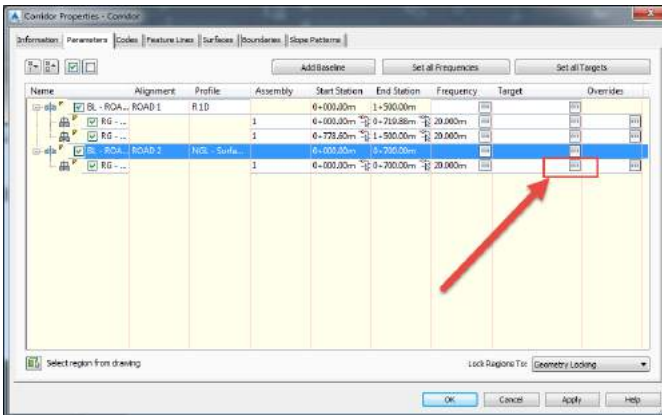 Corridor Properties - Corridor
Information Parameters Codes Feature Lines Surfaces Boundaries Slope Patterns
Add Baseline Set all Frequencies Set all Targets
Name Alignment Profile Assembly Start Station End Station Frequency Target Overrides
BL - ROA... ROAD 1 R1D 0+000.00m 1+500.00m
RG - ... 1 0+000.00m 0+719.88m 20.000m
RG - ... 1 0+778.60m 1+500.00m 20.000m
BL - ROA... ROAD 2 NGL - Surfa... 0+000.00m 0+700.00m
RG - ... 1 0+000.00m 0+700.00m 20.000m
Select region from drawing Lock Regions To: Geometry Locking
OK Cancel Apply Help